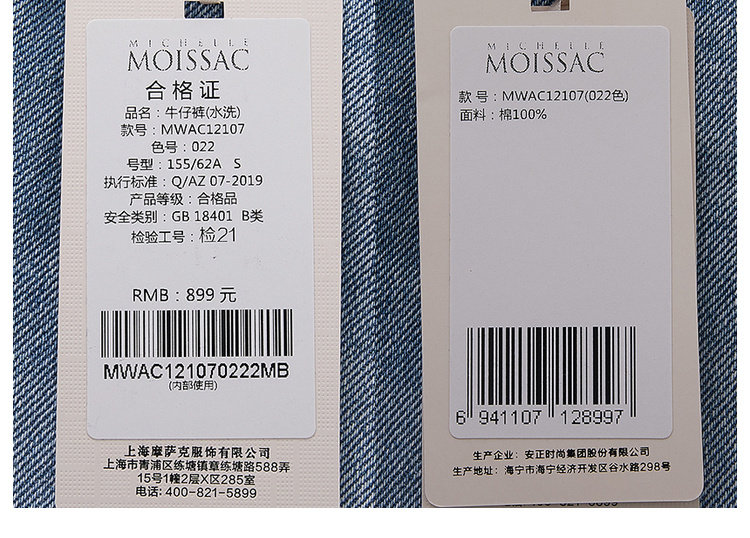 MICHELLE
MOISSAC
合格证
品名：牛仔裤(水洗)
款号：MWAC12107
色号：022
号型：155/62A S
执行标准：Q/AZ 07-2019
产品等级：合格品
安全类别：GB 18401 B类
检验工号：检21
RMB：899 元
MWAC121070222MB
(内部使用)
上海摩萨克服饰有限公司
上海市青浦区练塘镇章练塘路588弄
15号1幢2层X区285室
电话: 400-821-5899
MICHELLE
MOISSAC
款 号：MWAC12107(022色)
面料：棉100%
6 941107 128997
生产企业：安正时尚集团股份有限公司
生产地址：海宁市海宁经济开发区谷水路298号